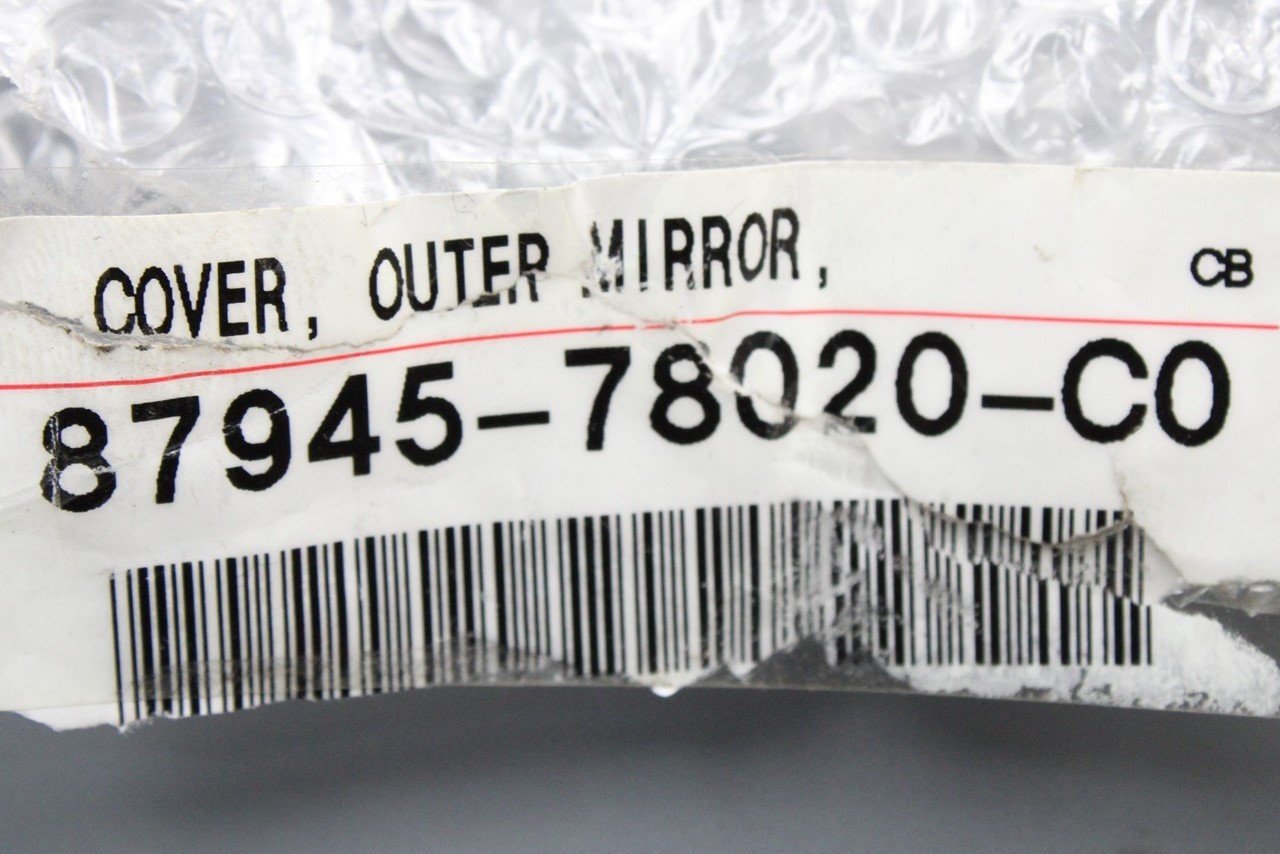 COVER, OUTER MIRROR, CB
87945-78020-C0